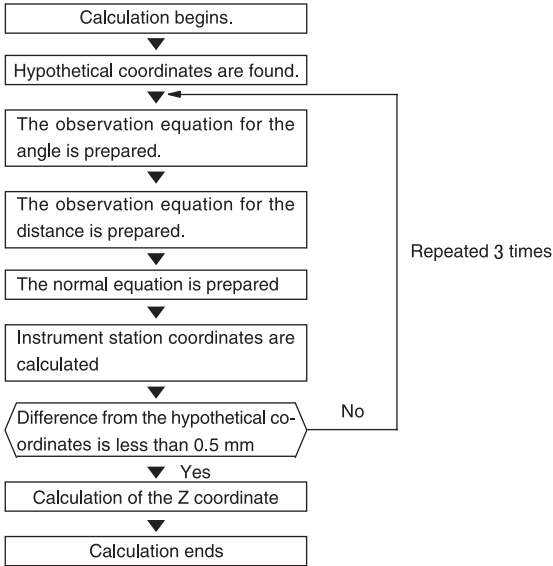 Calculation begins.
Hypothetical coordinates are found.
The observation equation for the
angle is prepared.
The observation equation for the
distance is prepared.
Repeated 3 times
The normal equation is prepared
Instrument station coordinates are
calculated
Difference from the hypothetical co-
ordinates is less than 0.5 mm
No
Yes
Calculation of the Z coordinate
Calculation ends